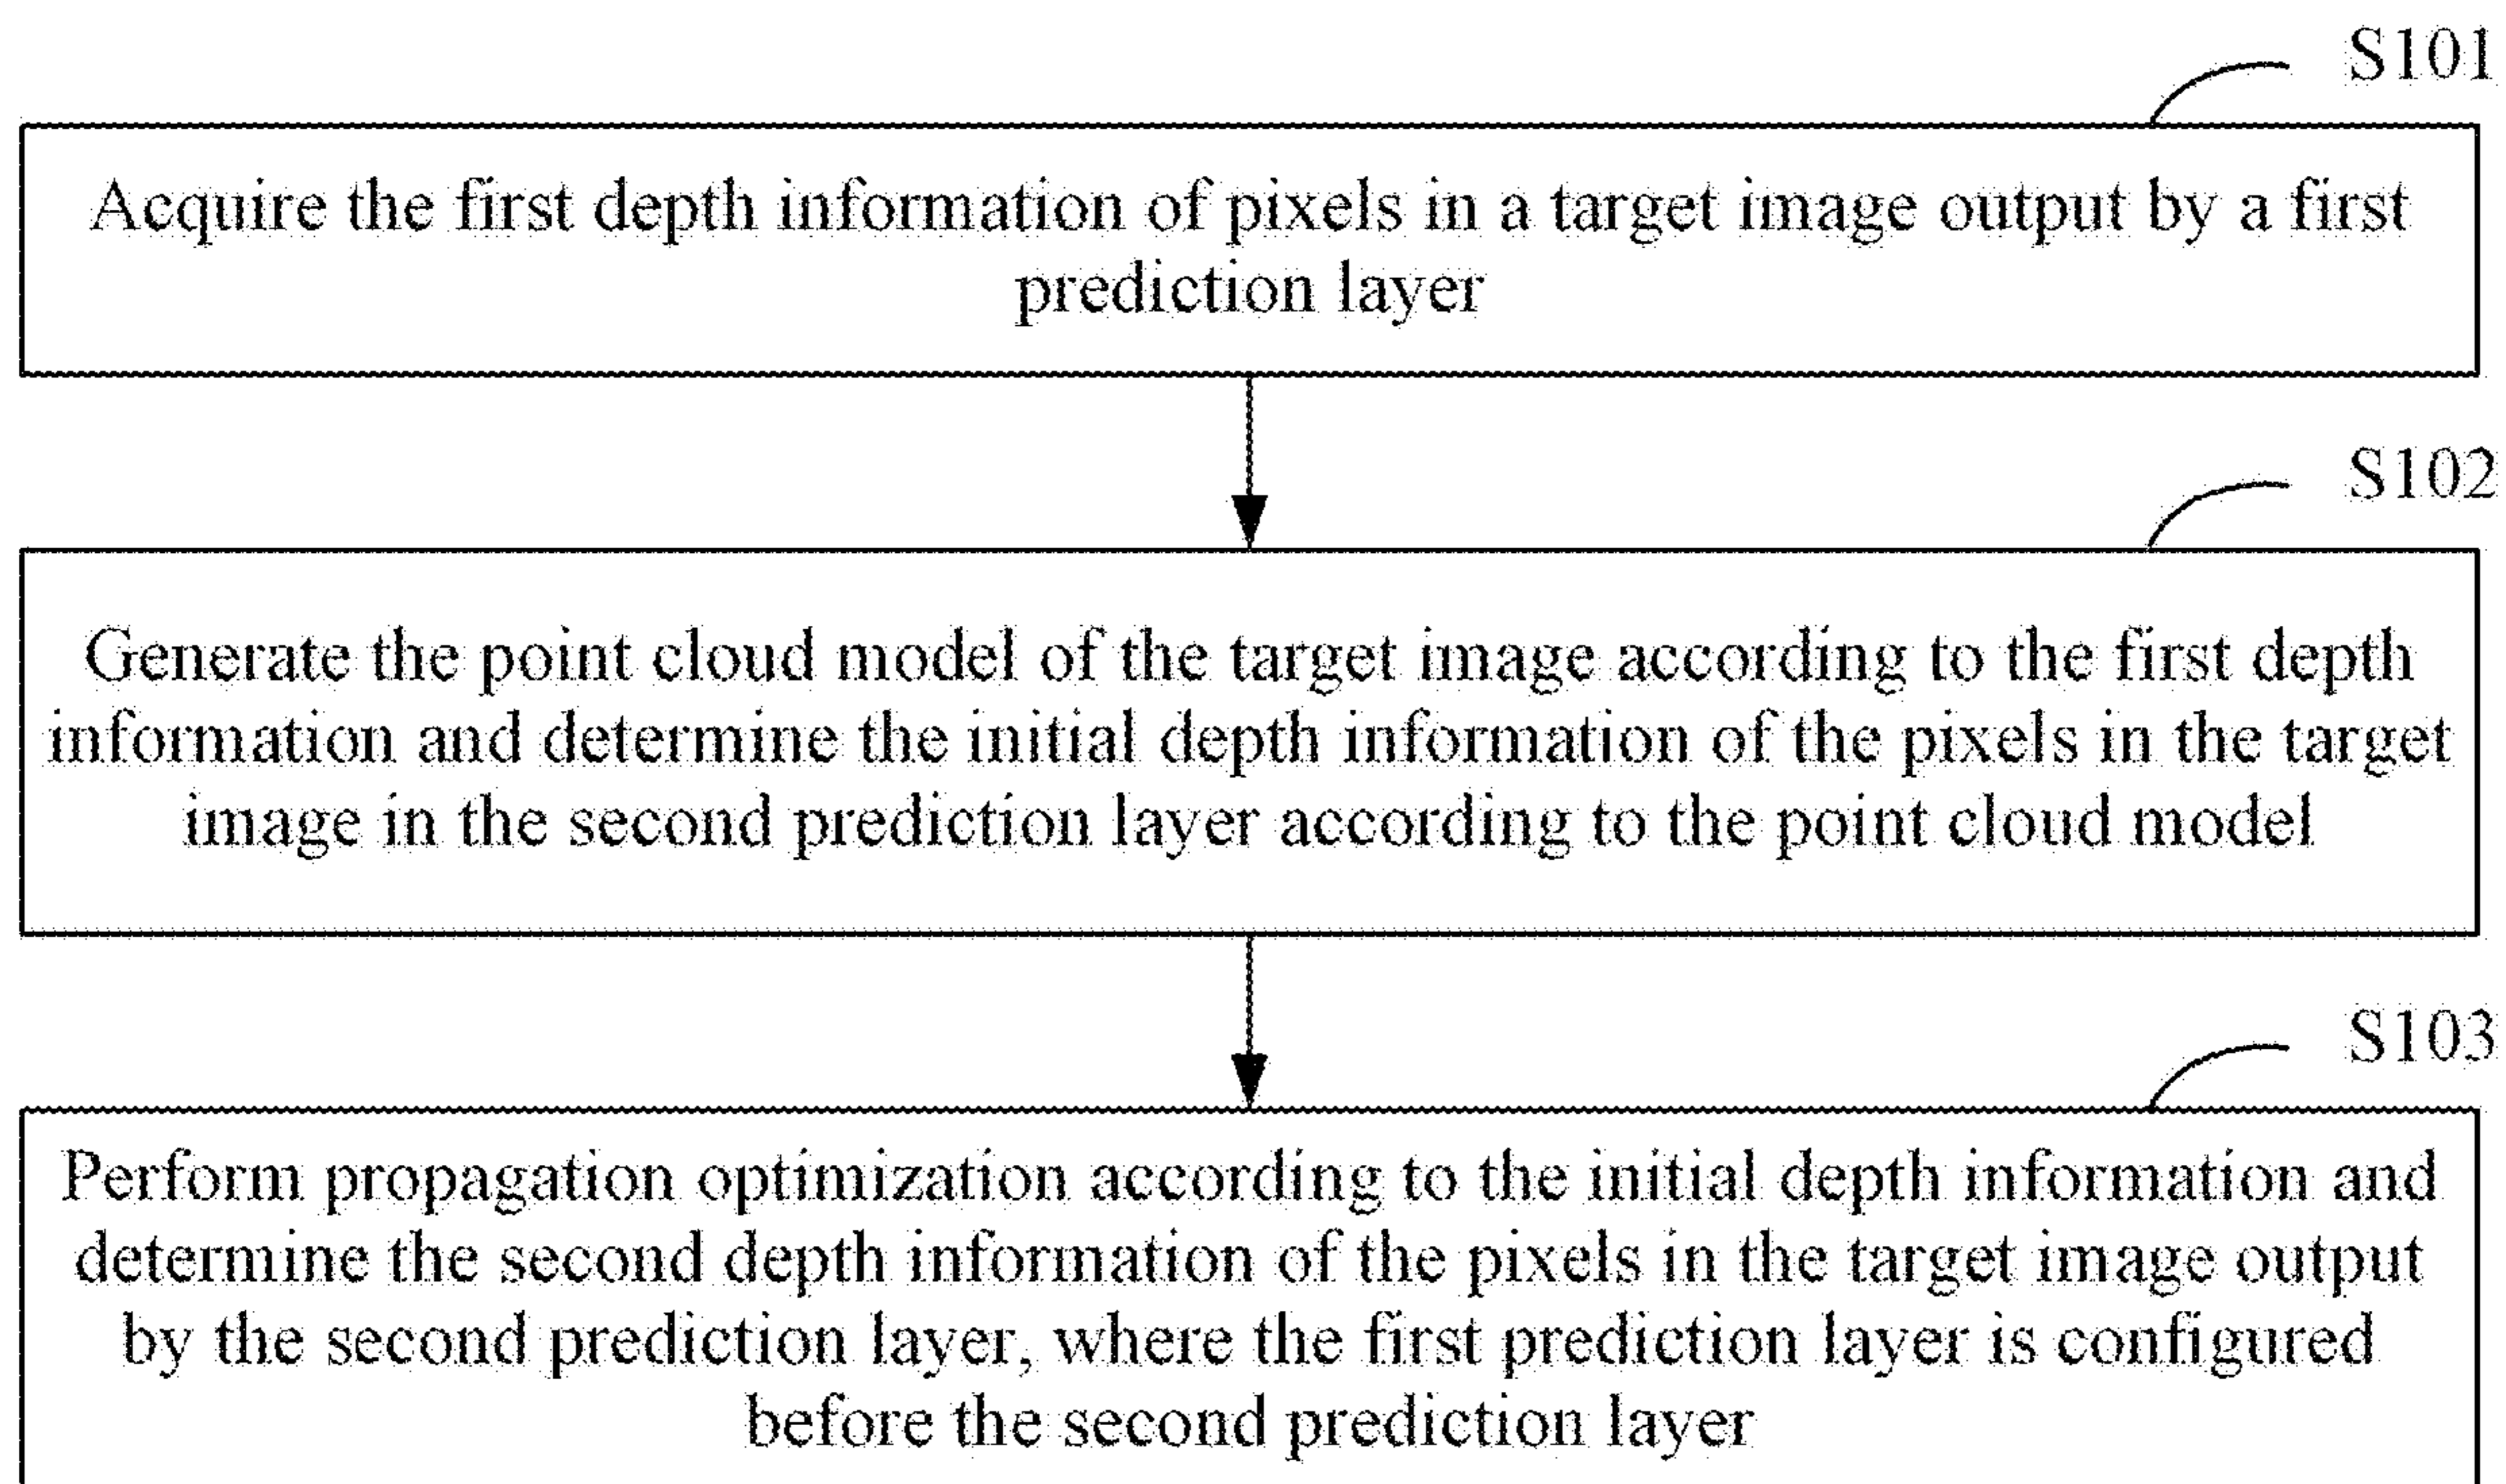 S101
Acquire the first depth information of pixels in a target image output by a first
prediction layer
S102
Generate the point cloud model of the target image according to the first depth
information and determine the initial depth information of the pixels in the target
image in the second prediction layer according to the point cloud model
S103
Perform propagation optimization according to the initial depth information and
determine the second depth information of the pixels in the target image output
by the second prediction layer, where the first prediction layer is configured
before the second prediction layer